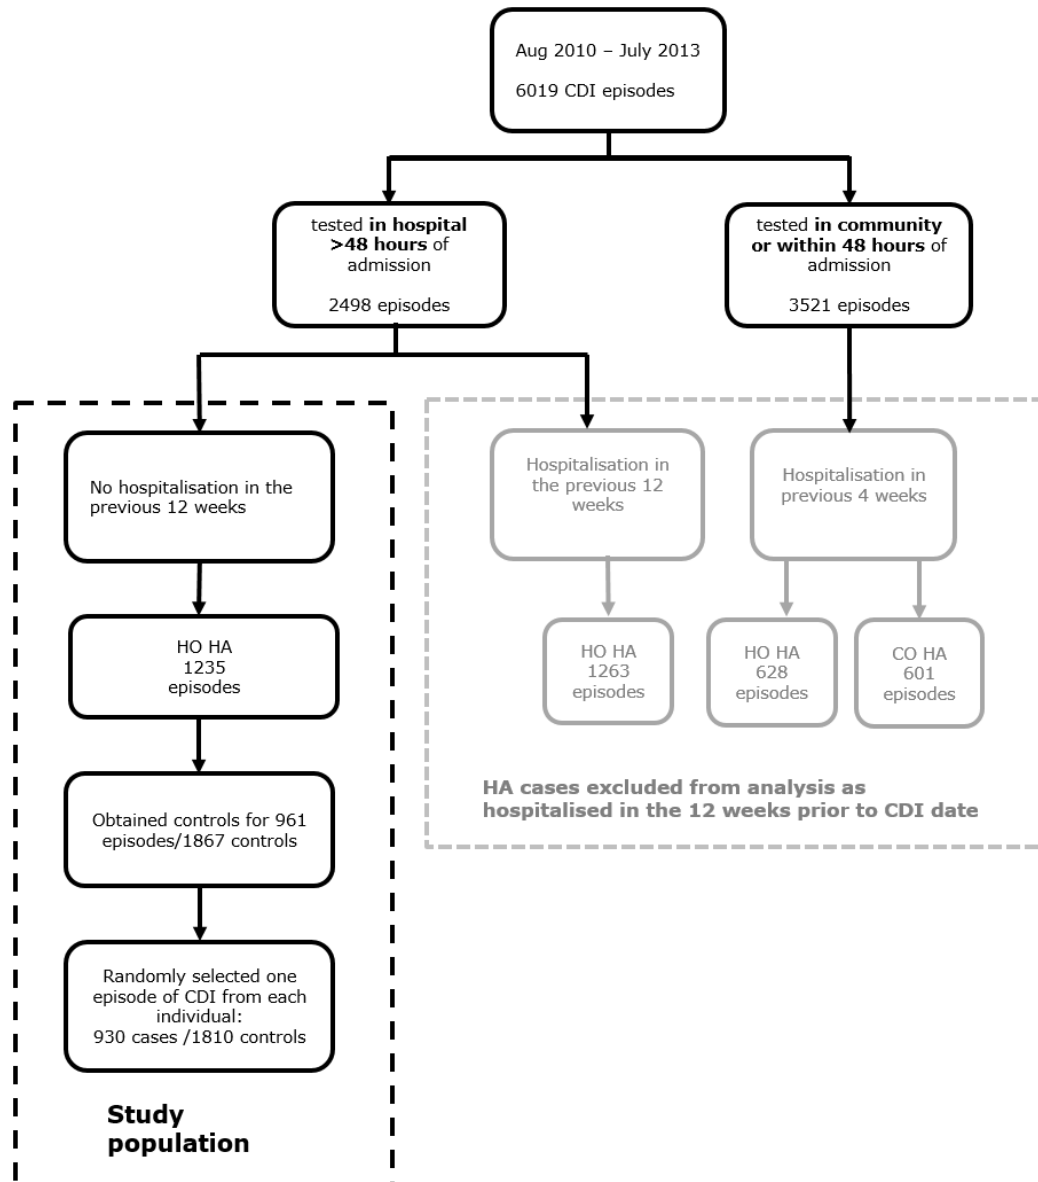 Aug 2010 – July 2013
6019 CDI episodes
tested in hospital
>48 hours of
admission
2498 episodes
tested in community
or within 48 hours of
admission
3521 episodes
No hospitalisation in the
previous 12 weeks
Hospitalisation in
the previous 12
weeks
Hospitalisation in
previous 4 weeks
HO HA
1235
episodes
HO HA
1263
episodes
HO HA
628
episodes
CO HA
601
episodes
HA cases excluded from analysis as
hospitalised in the 12 weeks prior to CDI date
Obtained controls for 961
episodes/1867 controls
Randomly selected one
episode of CDI from each
individual:
930 cases /1810 controls
Study
population